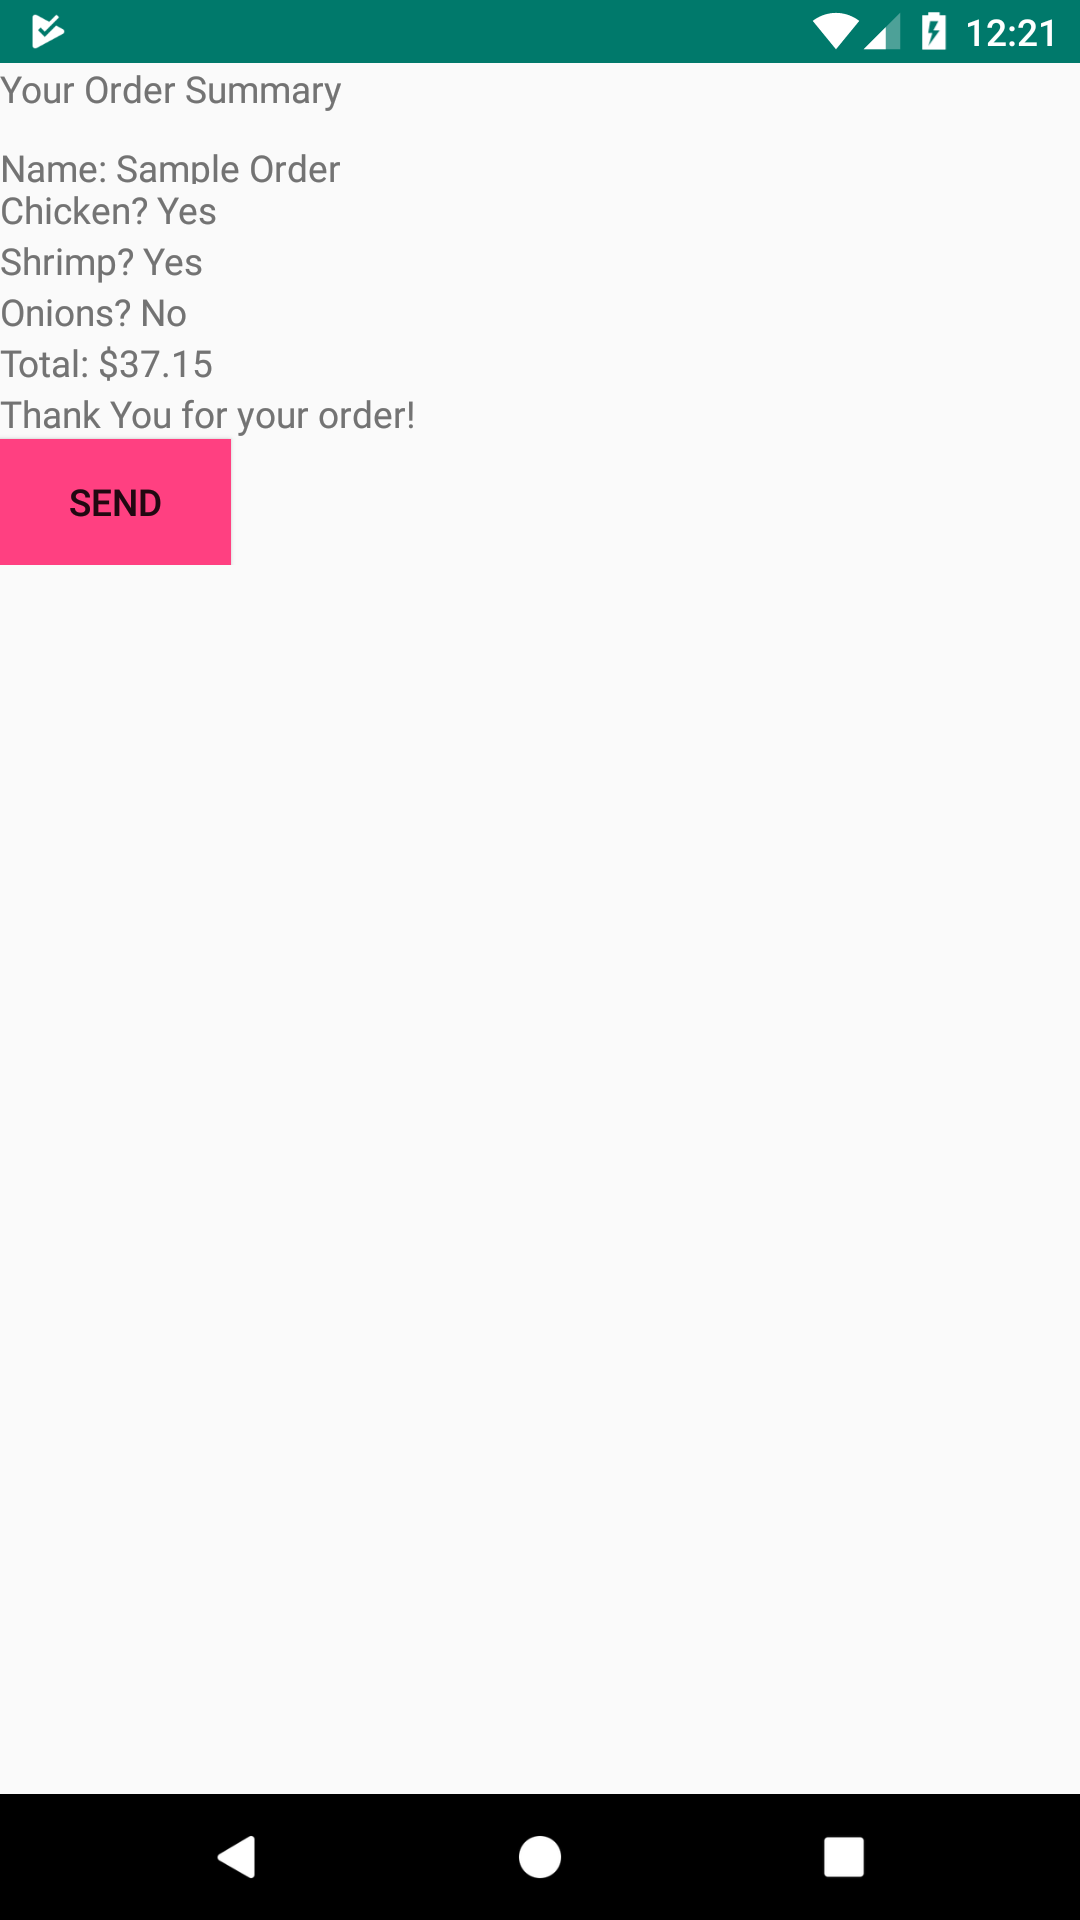 12:21
Your Order Summary
Name: Sample Order
Chicken? Yes
Shrimp? Yes
Onions? No
Total: $37.15
Thank You for your order!
SEND